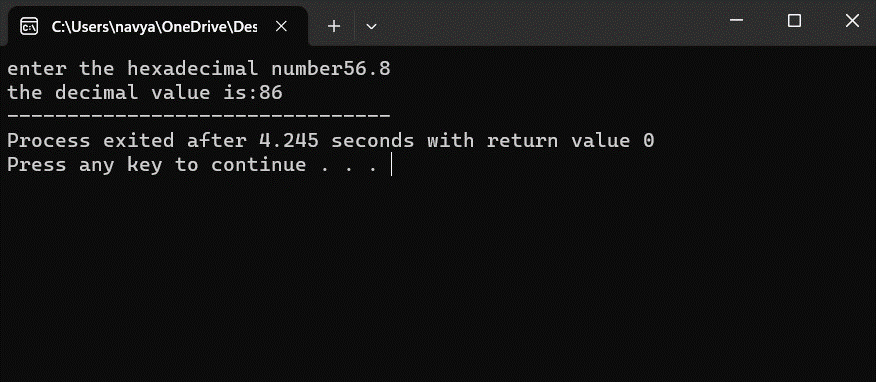 C:\Users\navya\OneDrive\Des
enter the hexadecimal number56.8
the decimal value is:86
--------------------------------
Process exited after 4.245 seconds with return value 0
Press any key to continue . . .